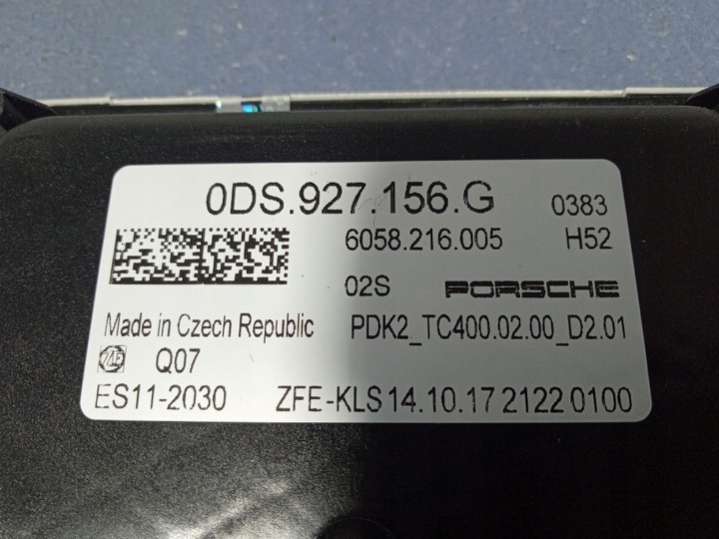 0DS.927.156.G 0383
6058.216.005 H52
02S PORSCHE
Made in Czech Republic PDK2_TC400.02.00_D2.01
Q07
ES11-2030 ZFE-KLS 14.10.17 2122 0100